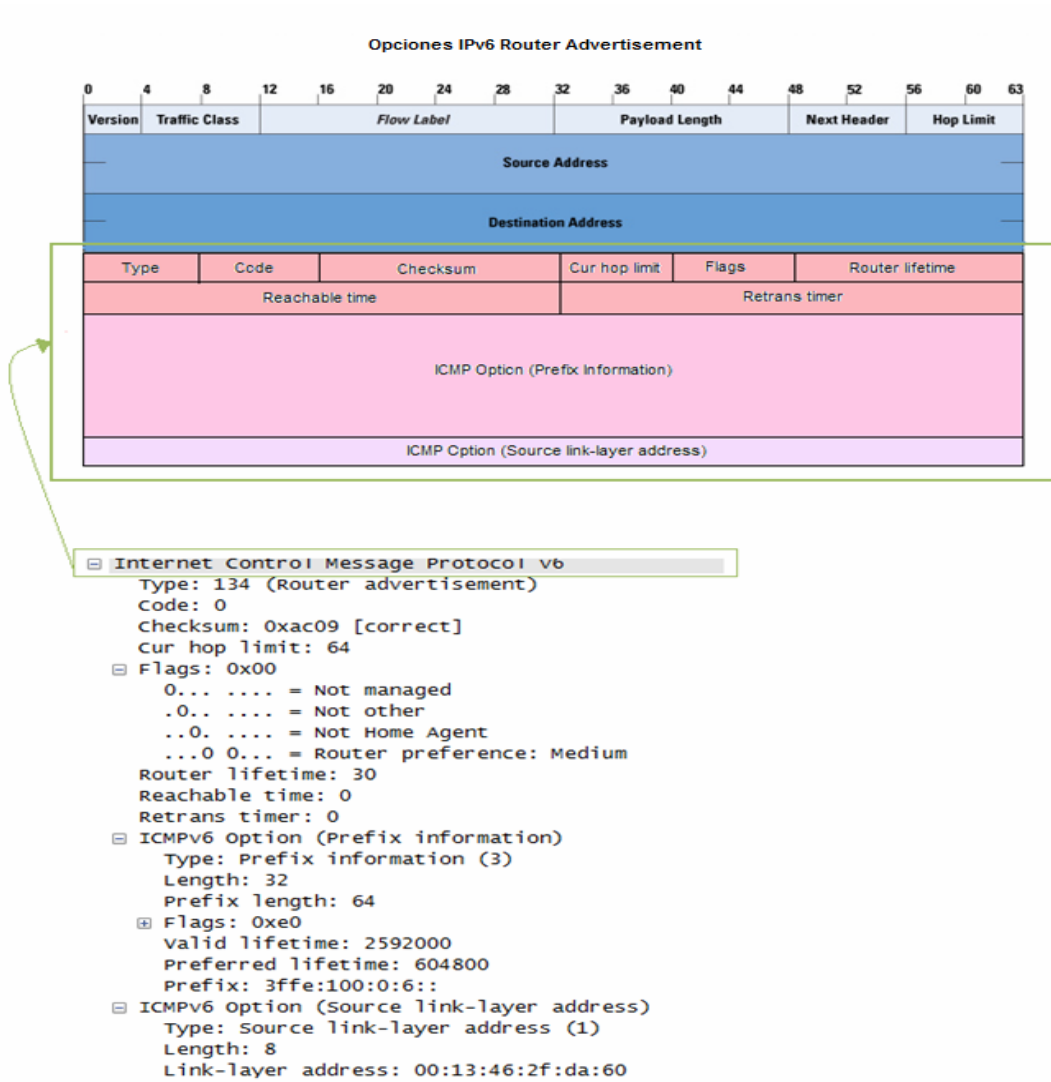 Opciones IPv6 Router Advertisement
0 4 8 12 16 20 24 28 32 36 40 44 48 52 56 60 63
Version Traffic Class Flow Label Payload Length Next Header Hop Limit
Source Address
Destination Address
Type Code Checksum Cur hop limit Flags Router lifetime
Reachable time Retrans timer
ICMP Option (Prefix Information)
ICMP Option (Source link-layer address)
Internet Control Message Protocol v6
Type: 134 (Router advertisement)
Code: 0
Checksum: 0xac09 [correct]
Cur hop limit: 64
Flags: 0x00
0... .... = Not managed
.0.. .... = Not other
..0. .... = Not Home Agent
...0 0... = Router preference: Medium
Router lifetime: 30
Reachable time: 0
Retrans timer: 0
ICMPv6 Option (Prefix information)
Type: Prefix information (3)
Length: 32
Prefix length: 64
Flags: 0xe0
Valid lifetime: 2592000
Preferred lifetime: 604800
Prefix: 3ffe:100:0:6::
ICMPv6 Option (Source link-layer address)
Type: Source link-layer address (1)
Length: 8
Link-layer address: 00:13:46:2f:da:60